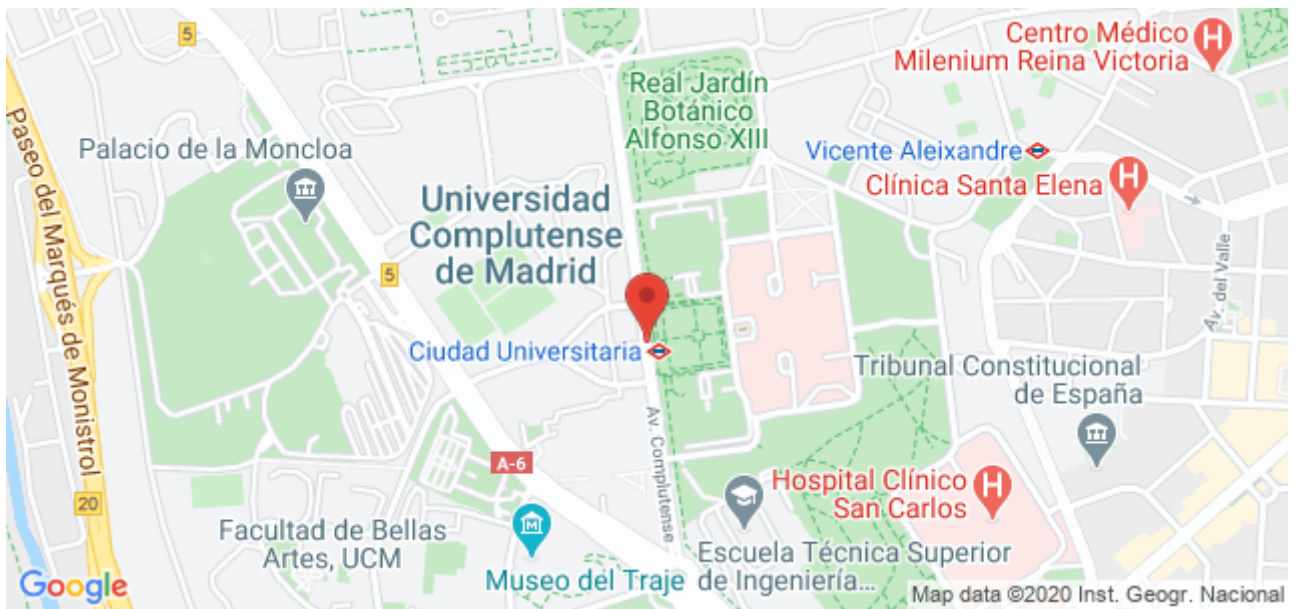 5
Centro Médico
Milenium Reina Victoria
H
Real Jardín
Botánico
Alfonso XIII
Paseo del Marqués de Monistrol
Palacio de la Moncloa
Vicente Aleixandre
Clínica Santa Elena
H
Universidad
Complutense
de Madrid
5
Av. del Valle
Ciudad Universitaria
Tribunal Constitucional
de España
Av. Complutense
A-6
20
Hospital Clínico
San Carlos
H
Facultad de Bellas
Artes, UCM
M
Museo del Traje
Escuela Técnica Superior
de Ingeniería...
Google
Map data ©2020 Inst. Geogr. Nacional